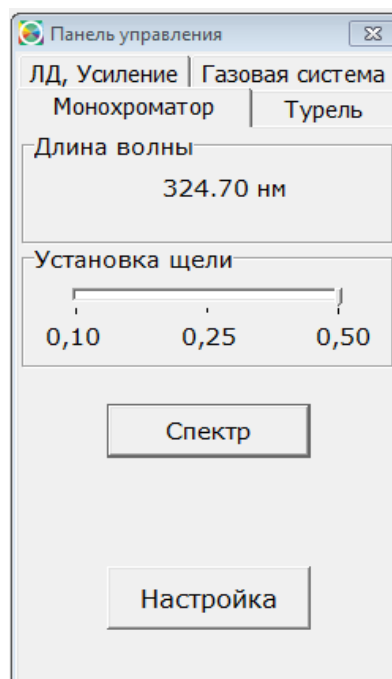 Панель управления
ЛД, Усиление Газовая система
Монохроматор Турель
Длина волны
324.70 нм
Установка щели
0,10 0,25 0,50
Спектр
Настройка